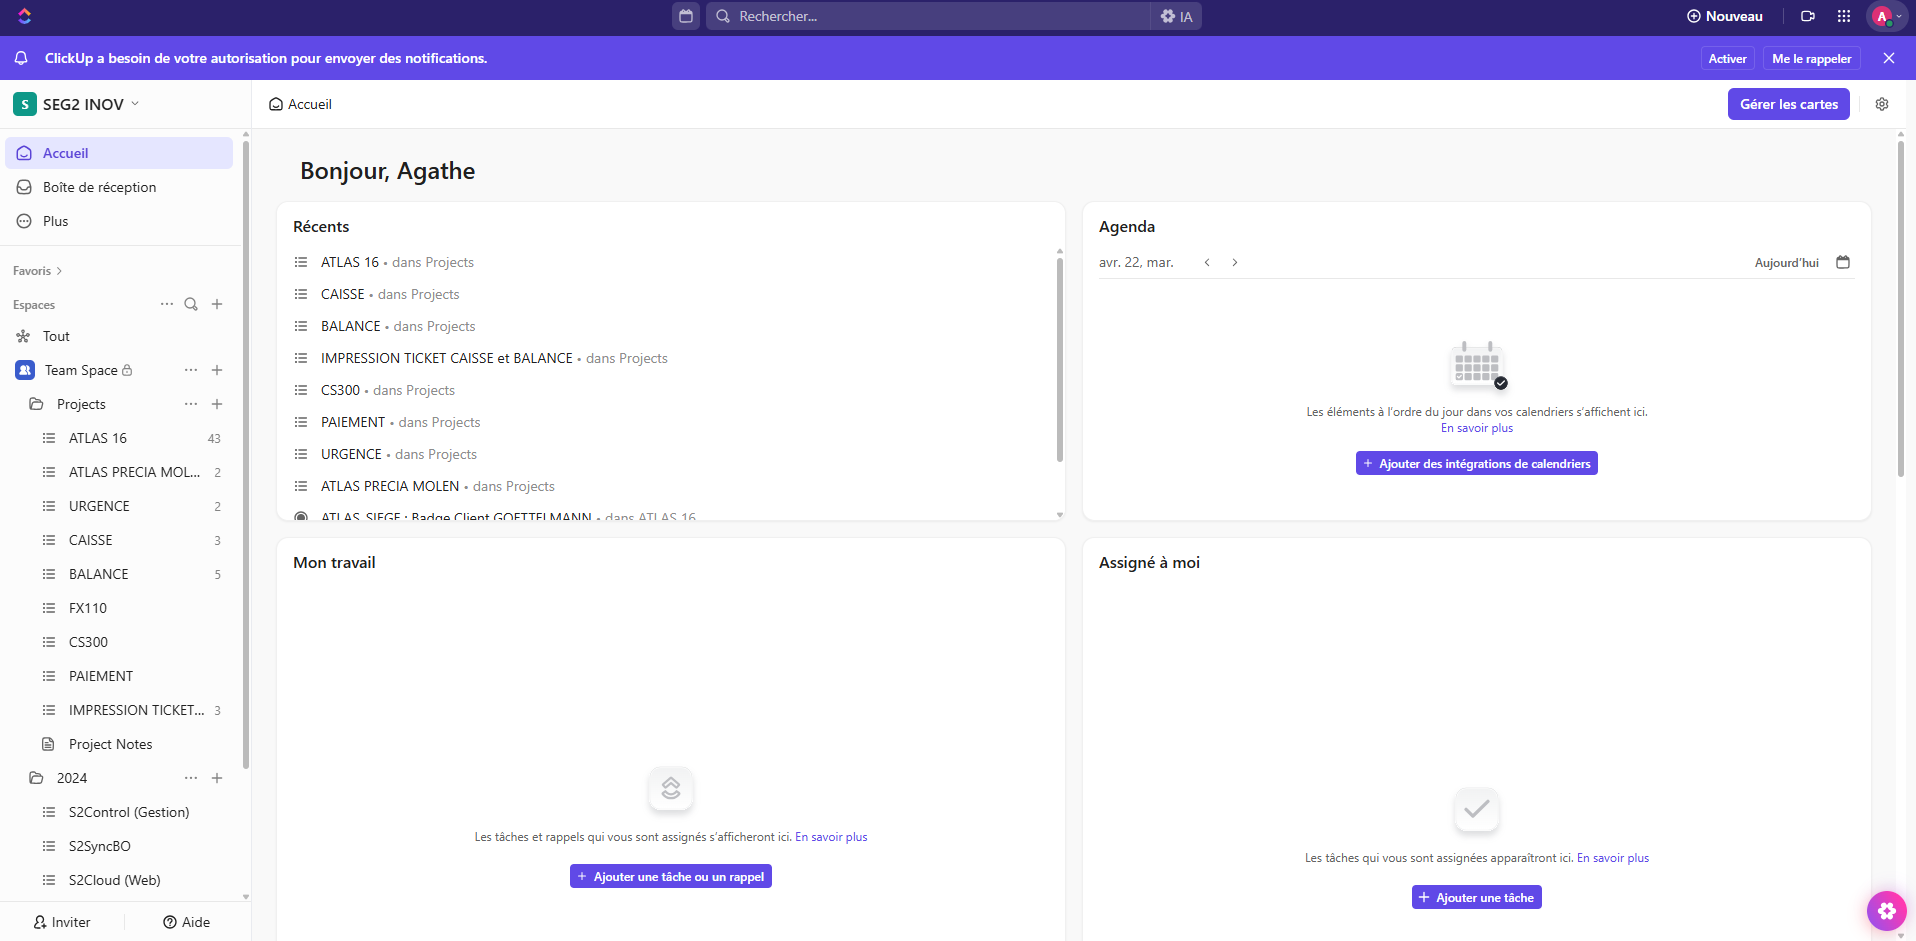 Rechercher...
IA
Nouveau
A
ClickUp a besoin de votre autorisation pour envoyer des notifications.
Activer
Me le rappeler
S SEG2 INOV
Accueil
Gérer les cartes
Accueil
Boîte de réception
Plus
Favoris
Espaces
Tout
Team Space
Projects
ATLAS 16 43
ATLAS PRECIA MOL... 2
URGENCE 2
CAISSE 3
BALANCE 5
FX110
CS300
PAIEMENT
IMPRESSION TICKET... 3
Project Notes
2024
S2Control (Gestion)
S2SyncBO
S2Cloud (Web)
Inviter
Aide
Bonjour, Agathe
Récents
ATLAS 16 • dans Projects
CAISSE • dans Projects
BALANCE • dans Projects
IMPRESSION TICKET CAISSE et BALANCE • dans Projects
CS300 • dans Projects
PAIEMENT • dans Projects
URGENCE • dans Projects
ATLAS PRECIA MOLEN • dans Projects
ATLAS_SIEGE : Badge Client GOETTELMANN • dans ATLAS 16
Agenda
avr. 22, mar.
Aujourd'hui
Les éléments à l'ordre du jour dans vos calendriers s'affichent ici.
En savoir plus
+ Ajouter des intégrations de calendriers
Mon travail
Les tâches et rappels qui vous sont assignés s'afficheront ici. En savoir plus
+ Ajouter une tâche ou un rappel
Assigné à moi
Les tâches qui vous sont assignées apparaîtront ici. En savoir plus
+ Ajouter une tâche